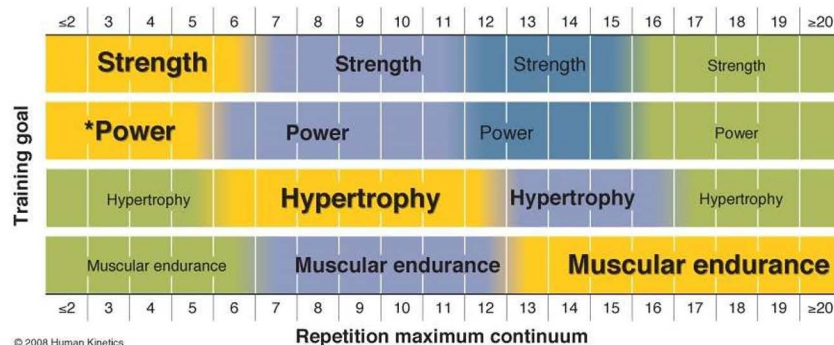 ≤2 3 4 5 6 7 8 9 10 11 12 13 14 15 16 17 18 19 ≥20
Training goal
Strength Strength Strength Strength
*Power Power Power Power
Hypertrophy Hypertrophy Hypertrophy Hypertrophy
Muscular endurance Muscular endurance Muscular endurance
≤2 3 4 5 6 7 8 9 10 11 12 13 14 15 16 17 18 19 ≥20
© 2008 Human Kinetics
Repetition maximum continuum